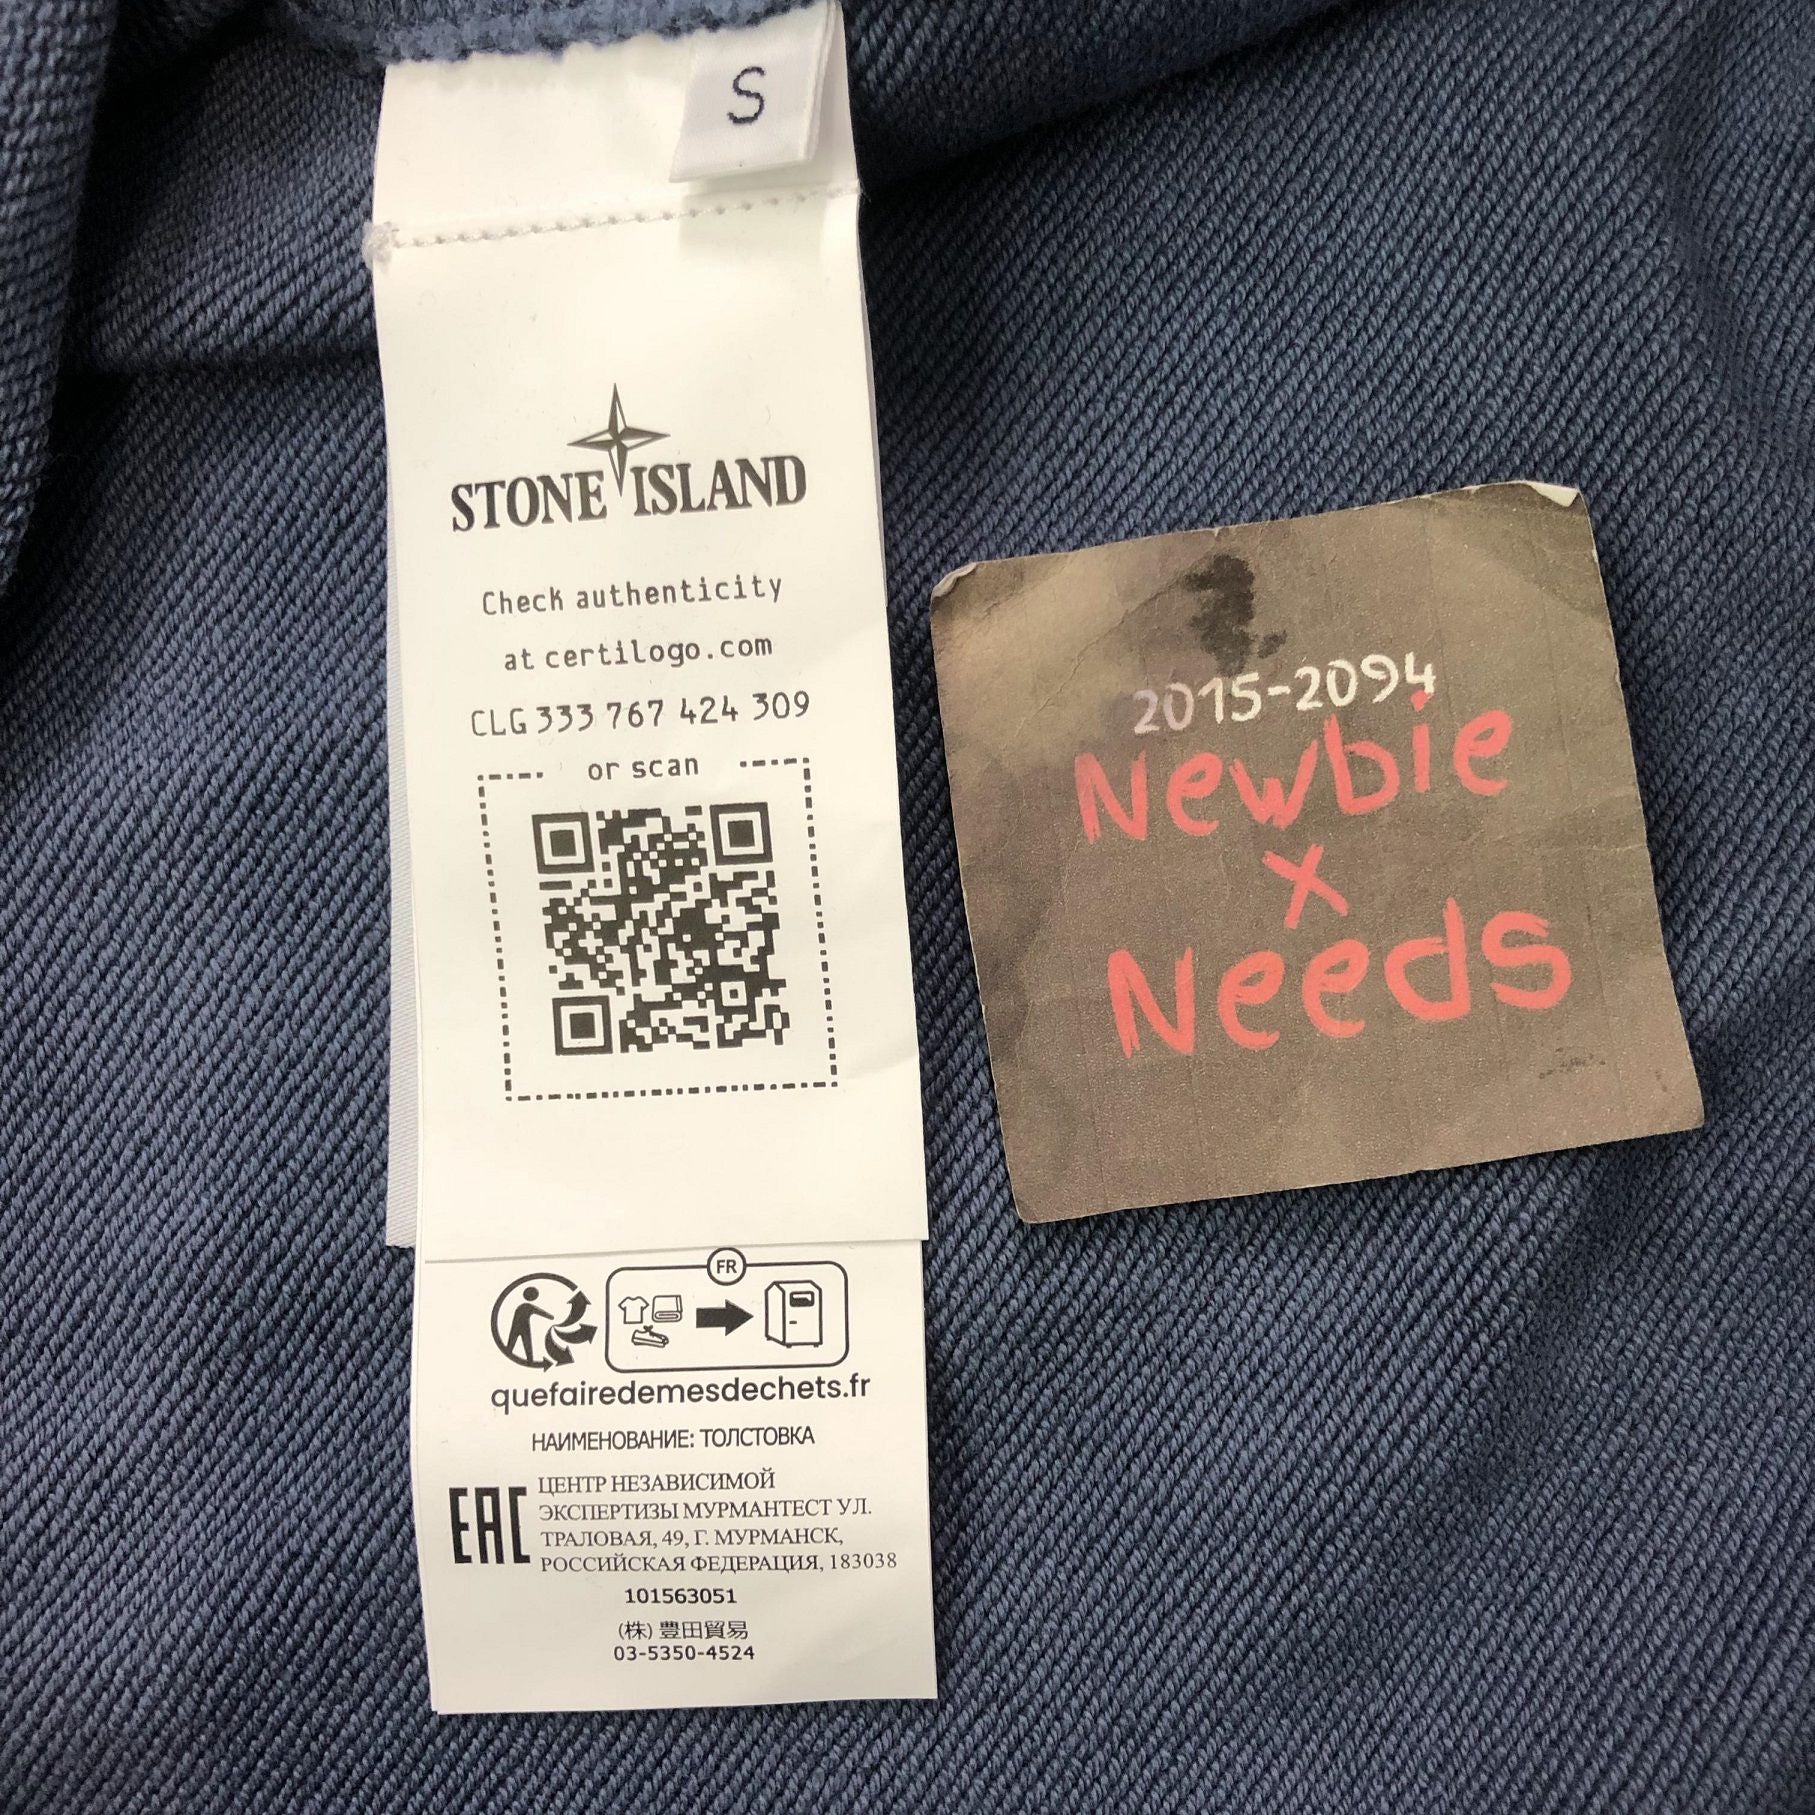 S
STONE ISLAND
Check authenticity
at certilogo.com
CLG 333 767 424 309
or scan
FR
quefairedemesdechets.fr
НАИМЕНОВАНИЕ: ТОЛСТОВКА
EAC
ЦЕНТР НЕЗАВИСИМОЙ
ЭКСПЕРТИЗЫ МУРМАНТЕСТ УЛ.
ТРАЛОВАЯ, 49, Г. МУРМАНСК,
РОССИЙСКАЯ ФЕДЕРАЦИЯ, 183038
101563051
(株) 豊田貿易
03-5350-4524
2015-2094
Newbie
x
Needs